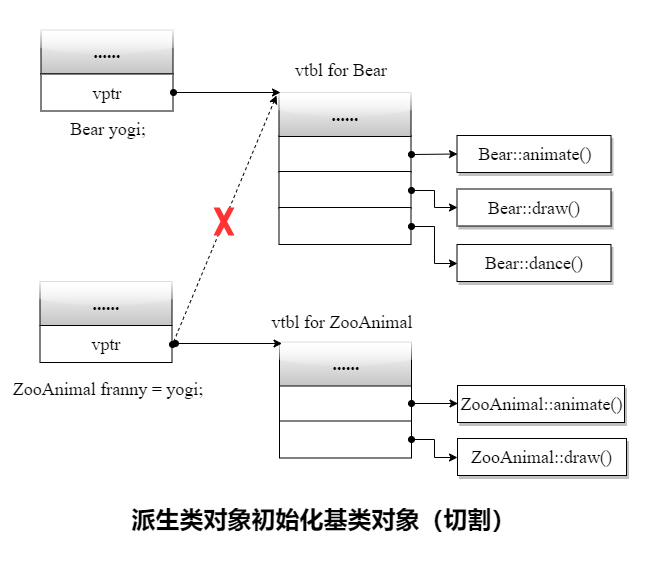 ......
vptr
Bear yogi;
vtbl for Bear
......
Bear::animate()
Bear::draw()
Bear::dance()
X
......
vptr
ZooAnimal franny = yogi;
vtbl for ZooAnimal
......
ZooAnimal::animate()
ZooAnimal::draw()
派生类对象初始化基类对象（切割）